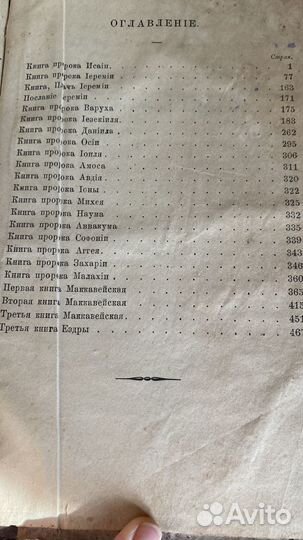 ОГЛАВЛЕНІЕ.
Стран.
Книга пророка Исаіи. 1
Книга пророка Іереміи 77
Книга, Плачъ Іереміи 163
Посланіе Іереміи 171
Книга пророка Варуха 175
Книга пророка Іезекіиля. 183
Книга пророка Даніила 262
Книга пророка Осіи 295
Книга пророка Іоиля. 306
Книга пророка Амоса 311
Книга пророка Авдія. 320
Книга пророка Іоны 322
Книга пророка Михея 325
Книга пророка Наума 332
Книга пророка Аввакума 335
Книга пророка Софоніи 339
Книга пророка Аггея. 343
Книга пророка Захаріи 346
Книга пророка Малахіи 360
Первая книга Маккавейская 365
Вторая книга Маккавейская 415
Третья книга Маккавейская. 451
Третья книга Ездры 467
Avito